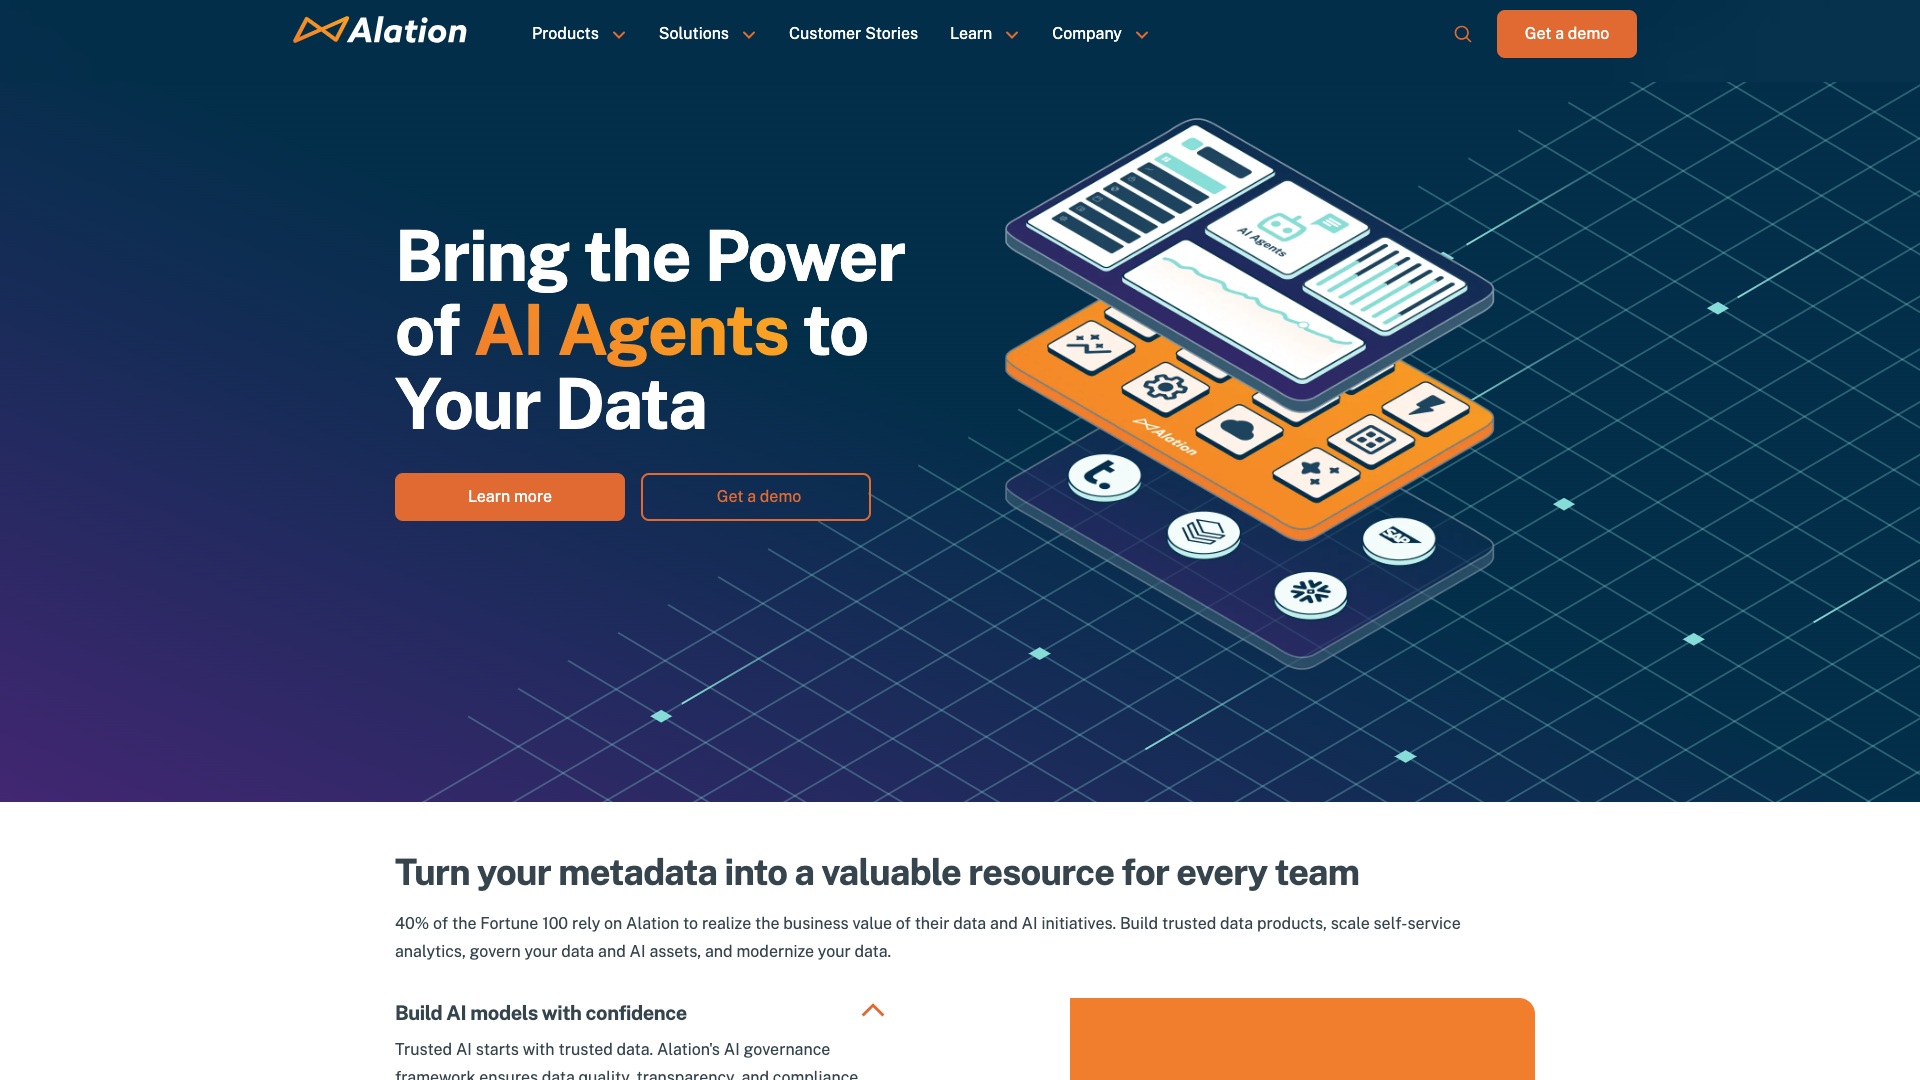 Alation
Products
Solutions
Customer Stories
Learn
Company
Get a demo
Bring the Power
of AI Agents to
Your Data
Learn more
Get a demo
AI Agents
Alation
t.
SAP
Turn your metadata into a valuable resource for every team
40% of the Fortune 100 rely on Alation to realize the business value of their data and AI initiatives. Build trusted data products, scale self-service
analytics, govern your data and AI assets, and modernize your data.
Build AI models with confidence
Trusted AI starts with trusted data. Alation's AI governance
framework ensures data quality, transparency, and compliance